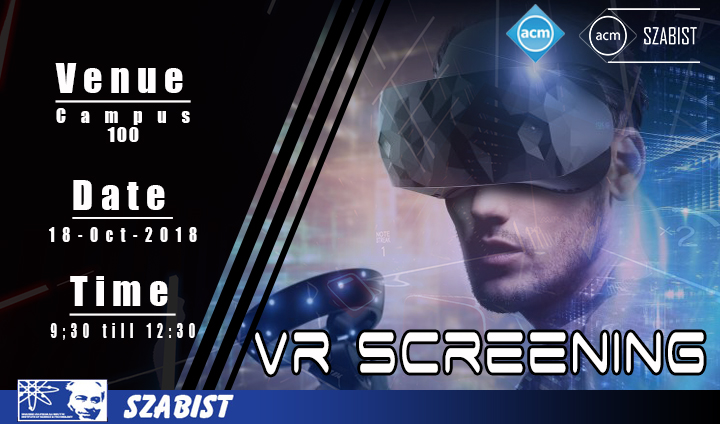 Venue
Campus
100
Date
18-Oct-2018
Time
9;30 till 12:30
acm
acm SZABIST
VR SCREENING
SZABIST